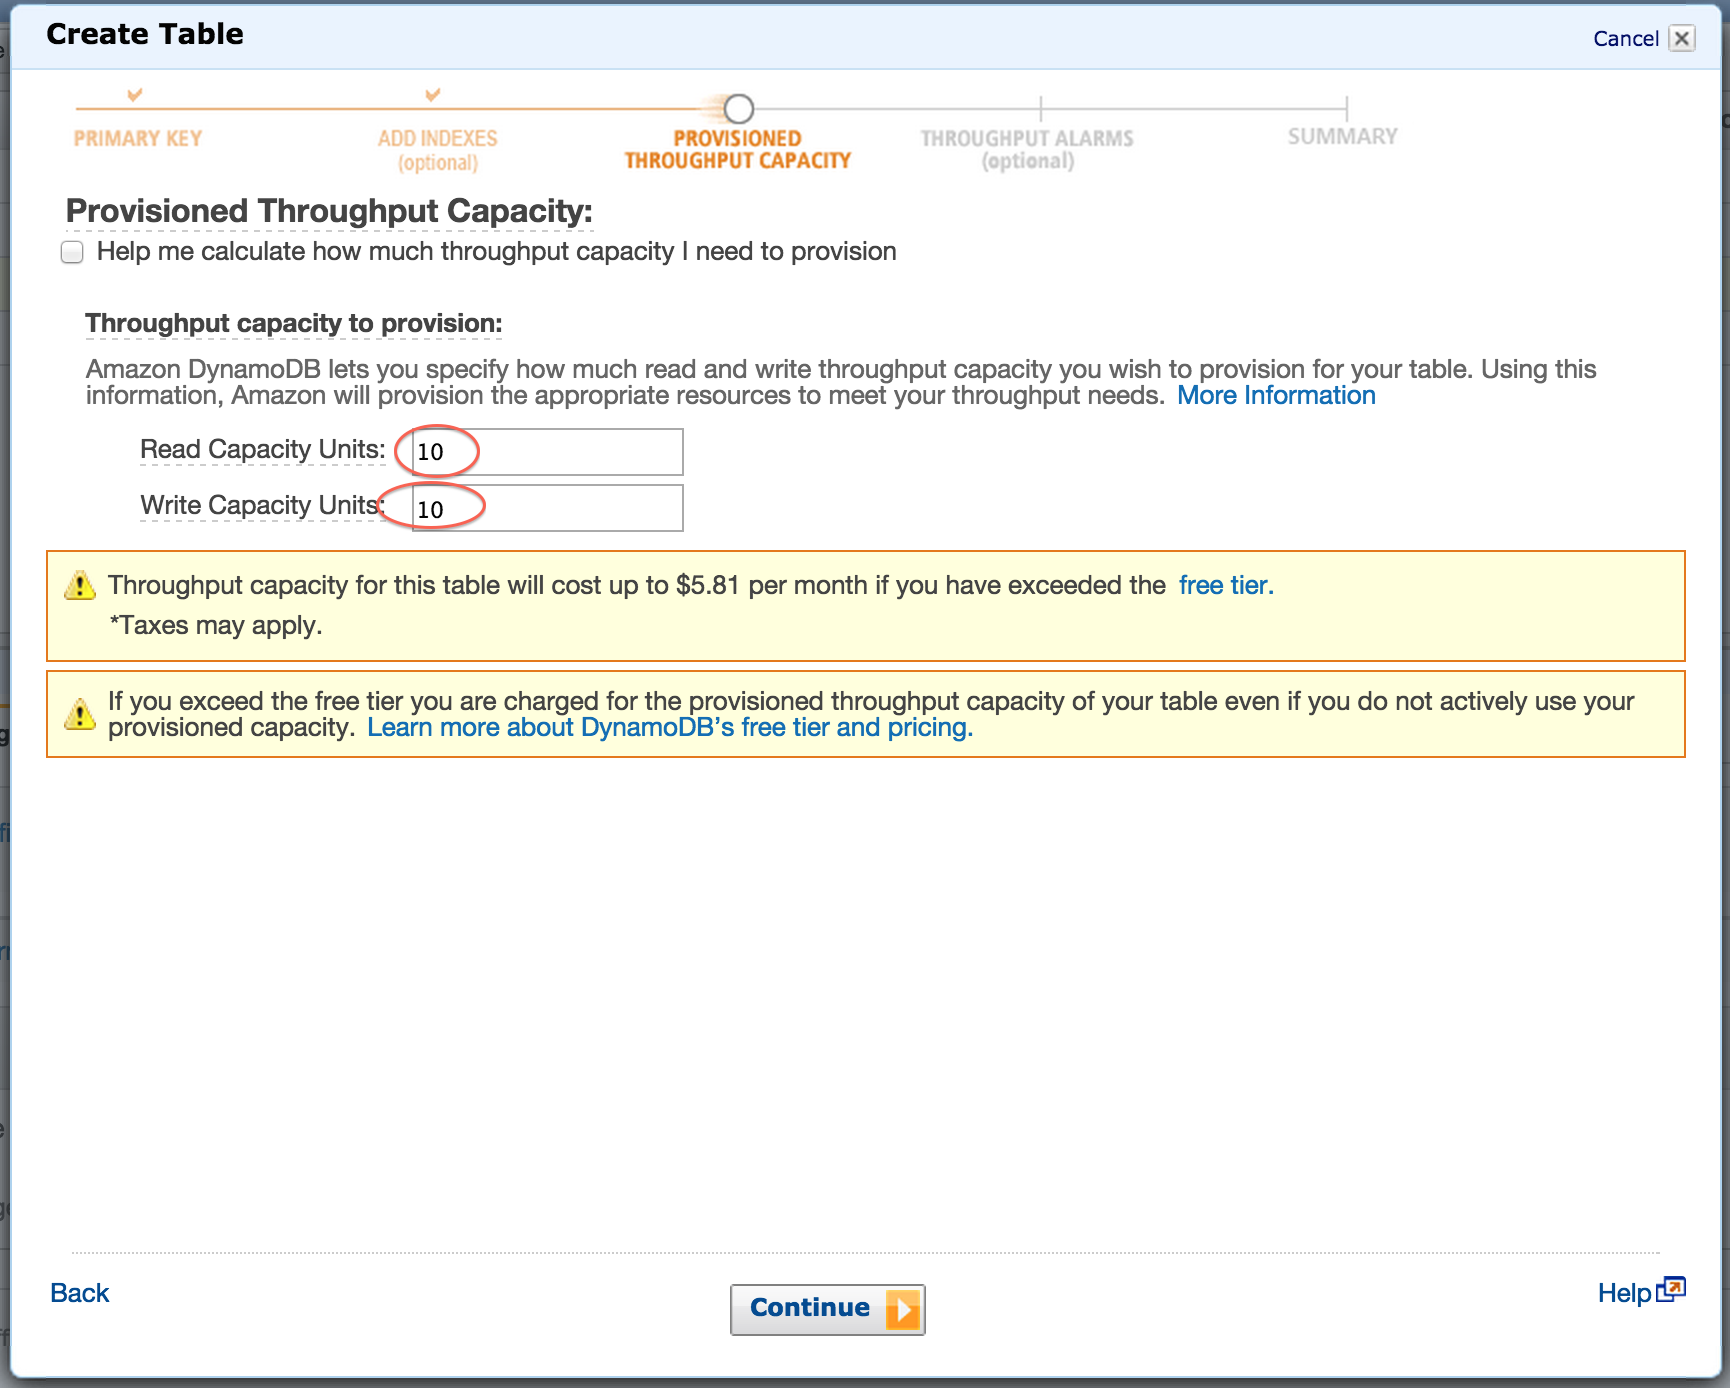 Create Table
Cancel
PRIMARY KEY
ADD INDEXES
(optional)
PROVISIONED
THROUGHPUT CAPACITY
THROUGHPUT ALARMS
(optional)
SUMMARY
Provisioned Throughput Capacity:
Help me calculate how much throughput capacity I need to provision
Throughput capacity to provision:
Amazon DynamoDB lets you specify how much read and write throughput capacity you wish to provision for your table. Using this
information, Amazon will provision the appropriate resources to meet your throughput needs. More Information
Read Capacity Units: 10
Write Capacity Units: 10
Throughput capacity for this table will cost up to $5.81 per month if you have exceeded the free tier.
*Taxes may apply.
If you exceed the free tier you are charged for the provisioned throughput capacity of your table even if you do not actively use your
provisioned capacity. Learn more about DynamoDB’s free tier and pricing.
Back
Continue
Help